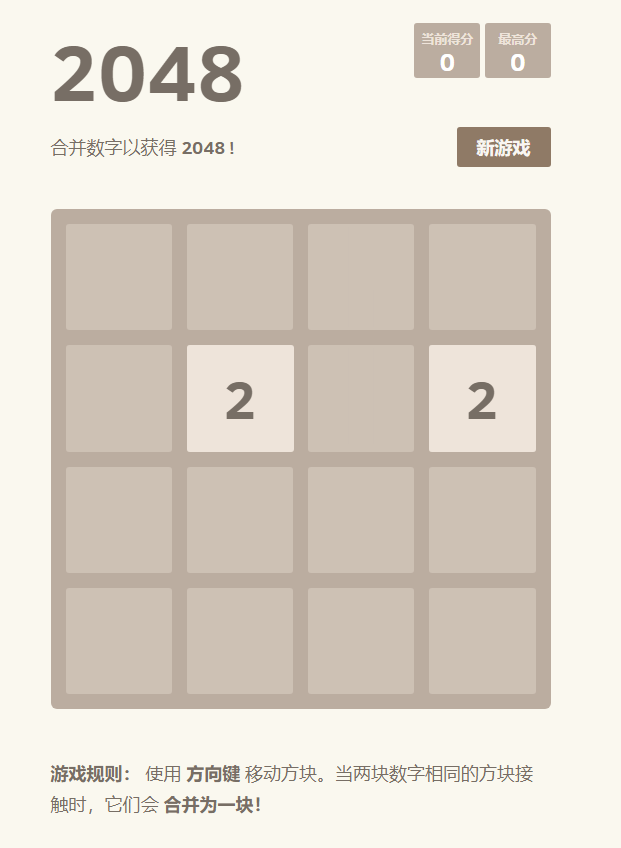 2048
当前得分
0
最高分
0
合并数字以获得 2048 !
新游戏
2
2
游戏规则： 使用 方向键 移动方块。当两块数字相同的方块接
触时，它们会 合并为一块！